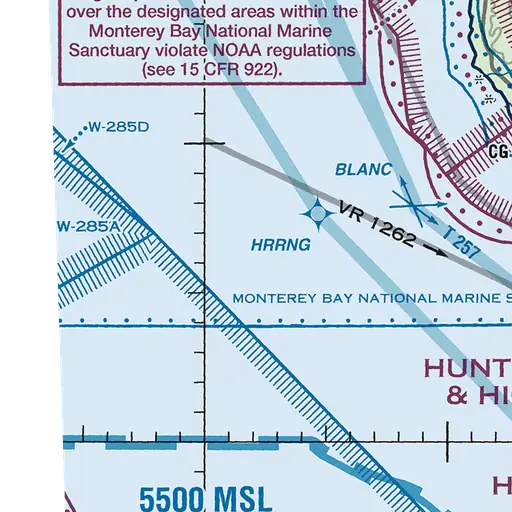 over the designated areas within the
Monterey Bay National Marine
Sanctuary violate NOAA regulations
(see 15 CFR 922).
W-285D
CG
BLANC
W-285A
VR 1262
T 257
HRRNG
MONTEREY BAY NATIONAL MARINE S
HUNT
& HI
H
5500 MSL